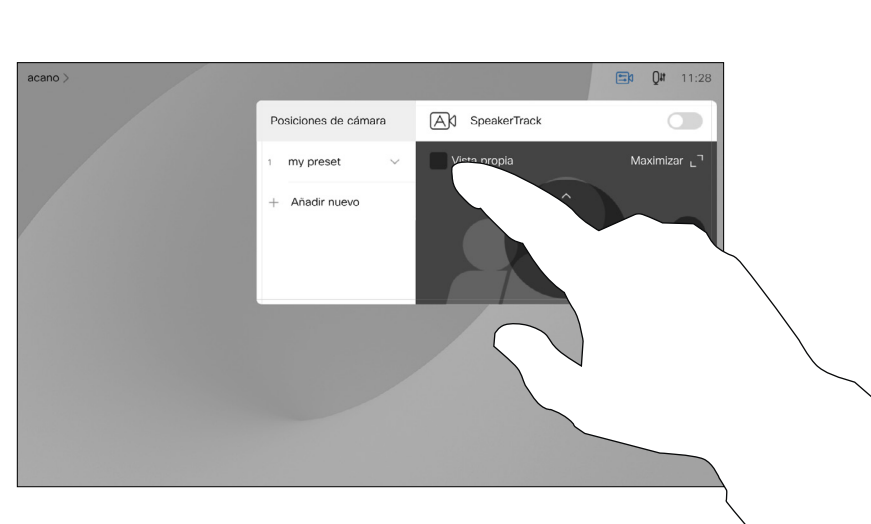 acano >
11:28
Posiciones de cámara
A SpeakerTrack
1 my preset
Vista propia
Maximizar
+ Añadir nuevo